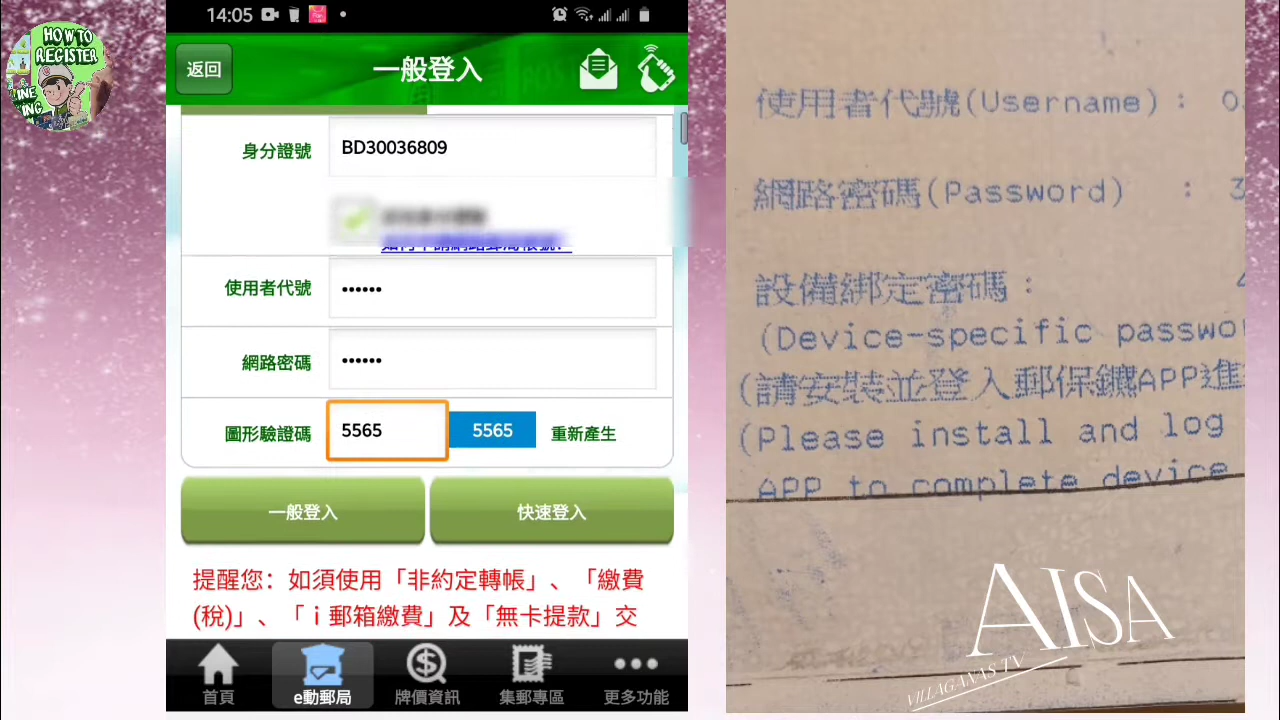 HOW TO
REGISTER
14:05
返回
一般登入
身分證號
BD30036809
使用者代號
••••••
網路密碼
••••••
圖形驗證碼
5565
5565
重新產生
一般登入
快速登入
提醒您：如須使用「非約定轉帳」、「繳費
(稅)」、「ｉ郵箱繳費」及「無卡提款」交
首頁
e動郵局
牌價資訊
集郵專區
更多功能
使用者代號(Username)：
網路密碼(Password) ： 3
設備綁定密碼：
(Device-specific passwo
(請安裝並登入郵保鑣APP進
(Please install and log
APP to complete device
AISA
VILLAGANAS TV